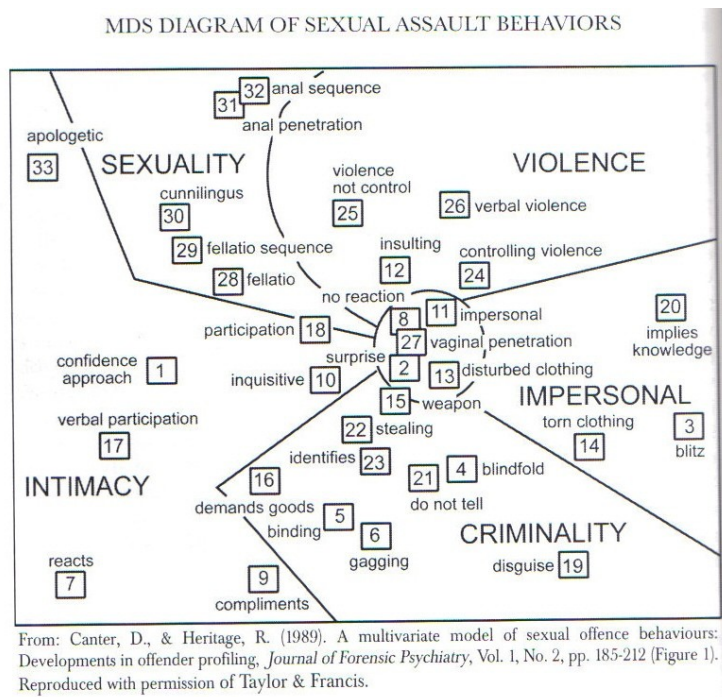 MDS DIAGRAM OF SEXUAL ASSAULT BEHAVIORS
32 anal sequence
31
anal penetration
apologetic
33
SEXUALITY
VIOLENCE
cunnilingus
30
violence
not control
25
26 verbal violence
29 fellatio sequence
insulting
12
controlling violence
24
28 fellatio
no reaction
8
11 impersonal
20
implies
knowledge
participation 18
27 vaginal penetration
surprise
2
confidence
approach 1
inquisitive 10
13 disturbed clothing
15 weapon
IMPERSONAL
verbal participation
17
22 stealing
torn clothing
14
3
blitz
identifies 23
INTIMACY
16
demands goods
21
do not tell
4 blindfold
binding 5
6
gagging
CRIMINALITY
disguise 19
reacts
7
9
compliments
From: Canter, D., & Heritage, R. (1989). A multivariate model of sexual offence behaviours:
Developments in offender profiling, Journal of Forensic Psychiatry, Vol. 1, No. 2, pp. 185-212 (Figure 1).
Reproduced with permission of Taylor & Francis.